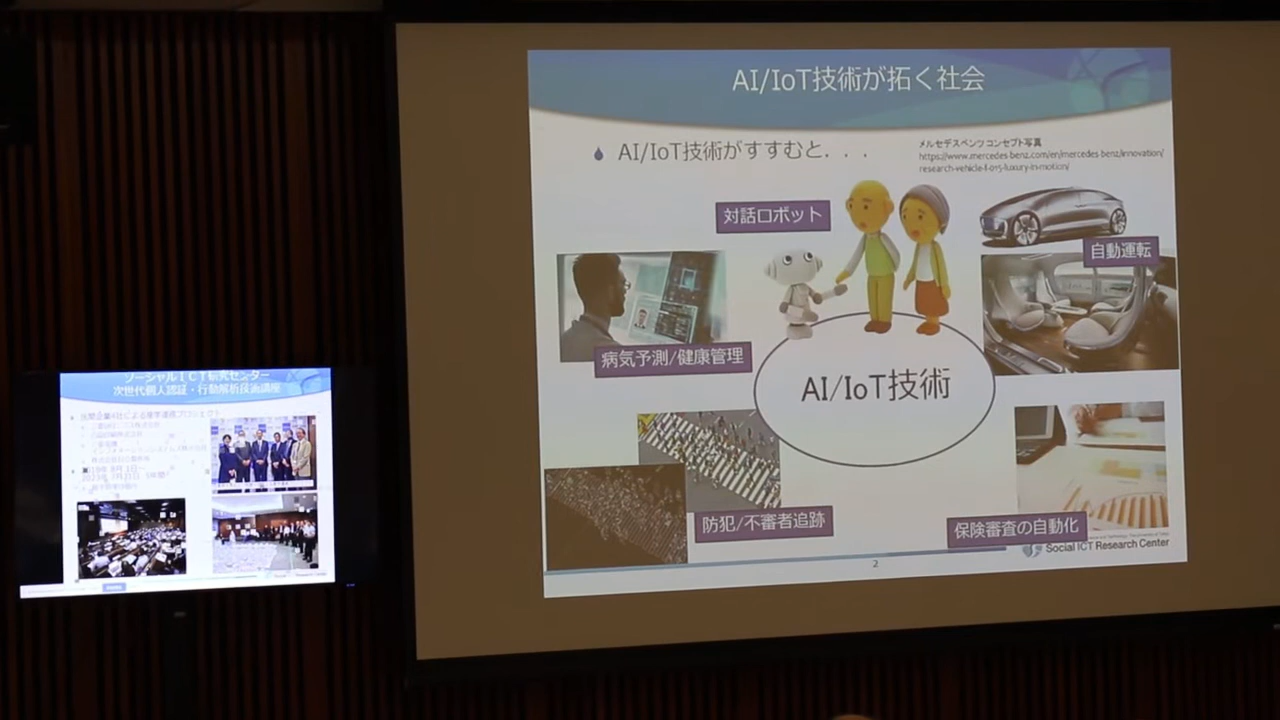 AI/IoT技術が拓く社会
AI/IoT技術がすすむと．．．
メルセデスベンツ コンセプト写真
https://www.mercedes-benz.com/en/mercedes-benz/innovation/
research-vehicle-f-015-luxury-in-motion/
対話ロボット
自動運転
病気予測/健康管理
AI/IoT技術
防犯/不審者追跡
保険審査の自動化
Social ICT Research Center
2
ソーシャルＩＣＴ研究センター
次世代個人認証・行動解析技術講座